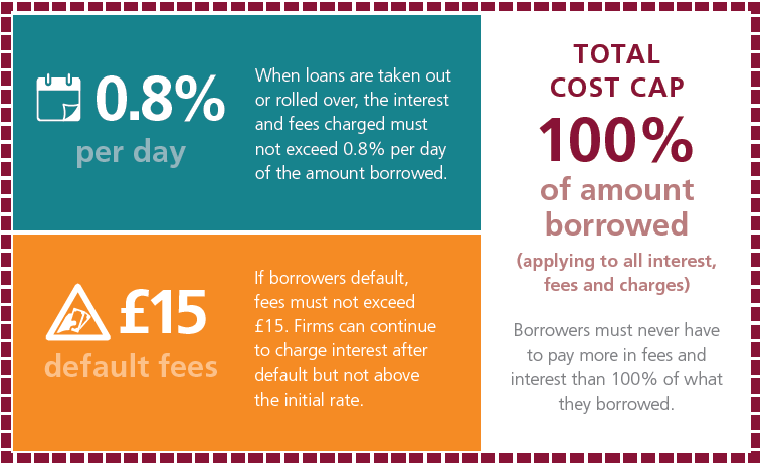 0.8%
per day
When loans are taken out
or rolled over, the interest
and fees charged must
not exceed 0.8% per day
of the amount borrowed.
£15
default fees
If borrowers default,
fees must not exceed
£15. Firms can continue
to charge interest after
default but not above
the initial rate.
TOTAL
COST CAP
100%
of amount
borrowed
(applying to all interest,
fees and charges)
Borrowers must never have
to pay more in fees and
interest than 100% of what
they borrowed.